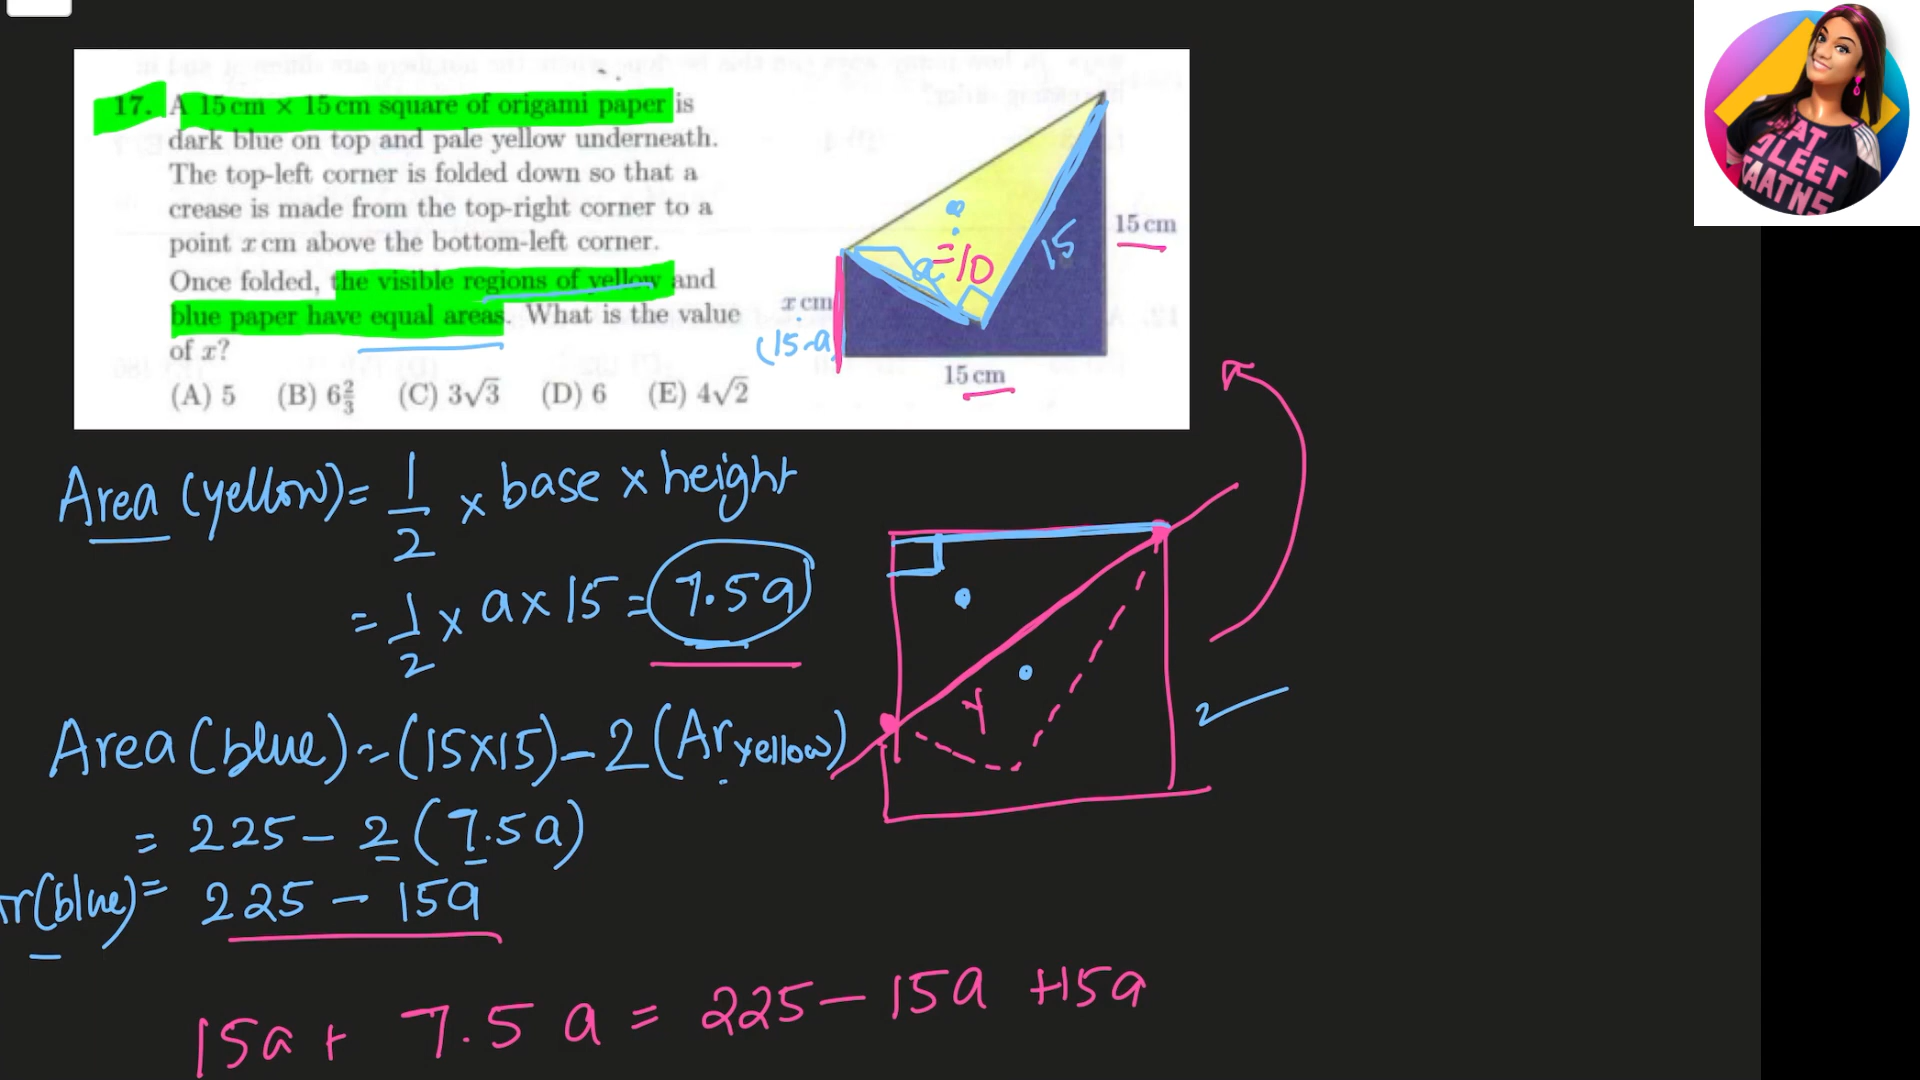 17. A 15 cm × 15 cm square of origami paper is
dark blue on top and pale yellow underneath.
The top-left corner is folded down so that a
crease is made from the top-right corner to a
point x cm above the bottom-left corner.
Once folded, the visible regions of yellow and
blue paper have equal areas. What is the value
of x?
(A) 5 (B) 6 2/3 (C) 3√3 (D) 6 (E) 4√2
15 cm
15
a =10
x cm
(15-a)
15 cm
Area (yellow) = 1/2 × base × height
= 1/2 × a × 15 = 7.5a
Area (blue) = (15×15) - 2 (Ar yellow)
= 225 - 2 (7.5a)
Ar(blue) = 225 - 15a
15a + 7.5 a = 225 - 15a +15a
Y
2